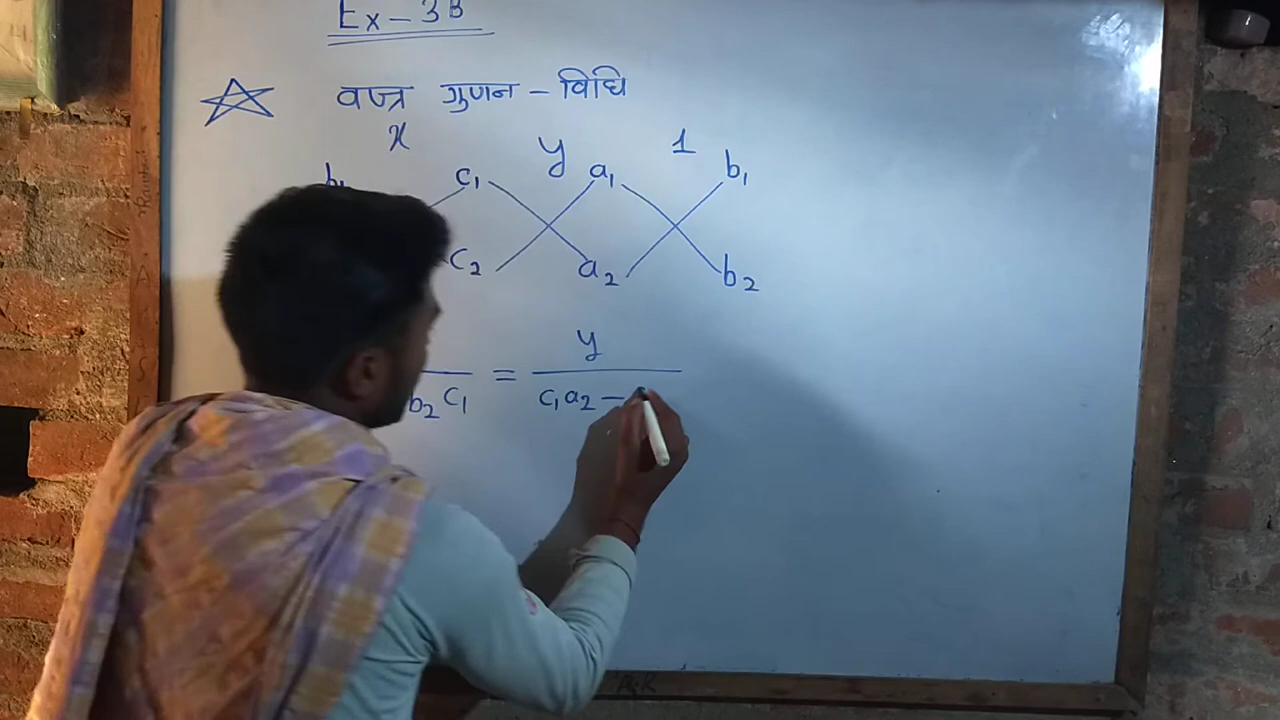 Ex - 3B
वज्र गुणन - विधि
x y 1
b₁ c₁ a₁ b₁
c₂ a₂ b₂
y
b₂c₁ = c₁a₂ -